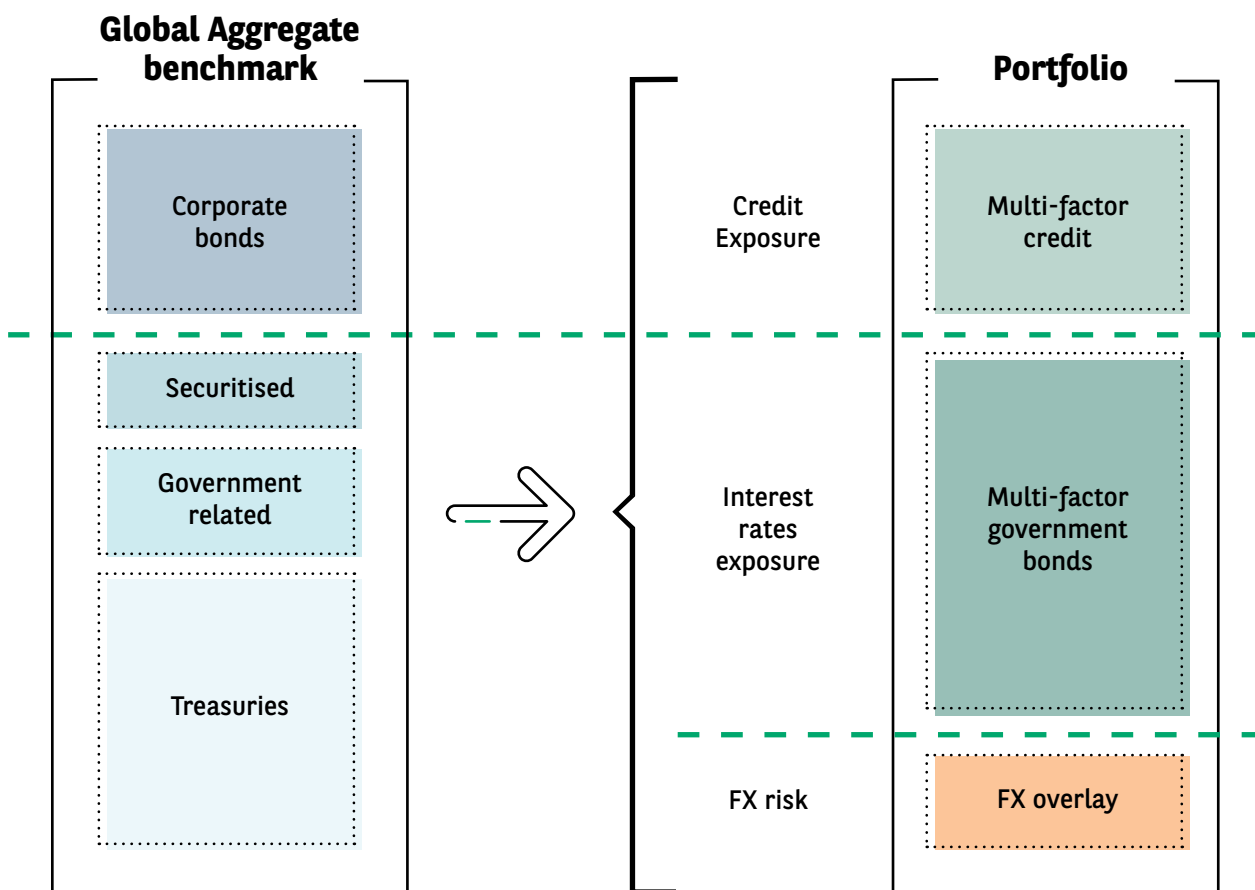 Global Aggregate
benchmark
Corporate
bonds
Securitised
Government
related
Treasuries
Credit
Exposure
Interest
rates
exposure
FX risk
Portfolio
Multi-factor
credit
Multi-factor
government
bonds
FX overlay